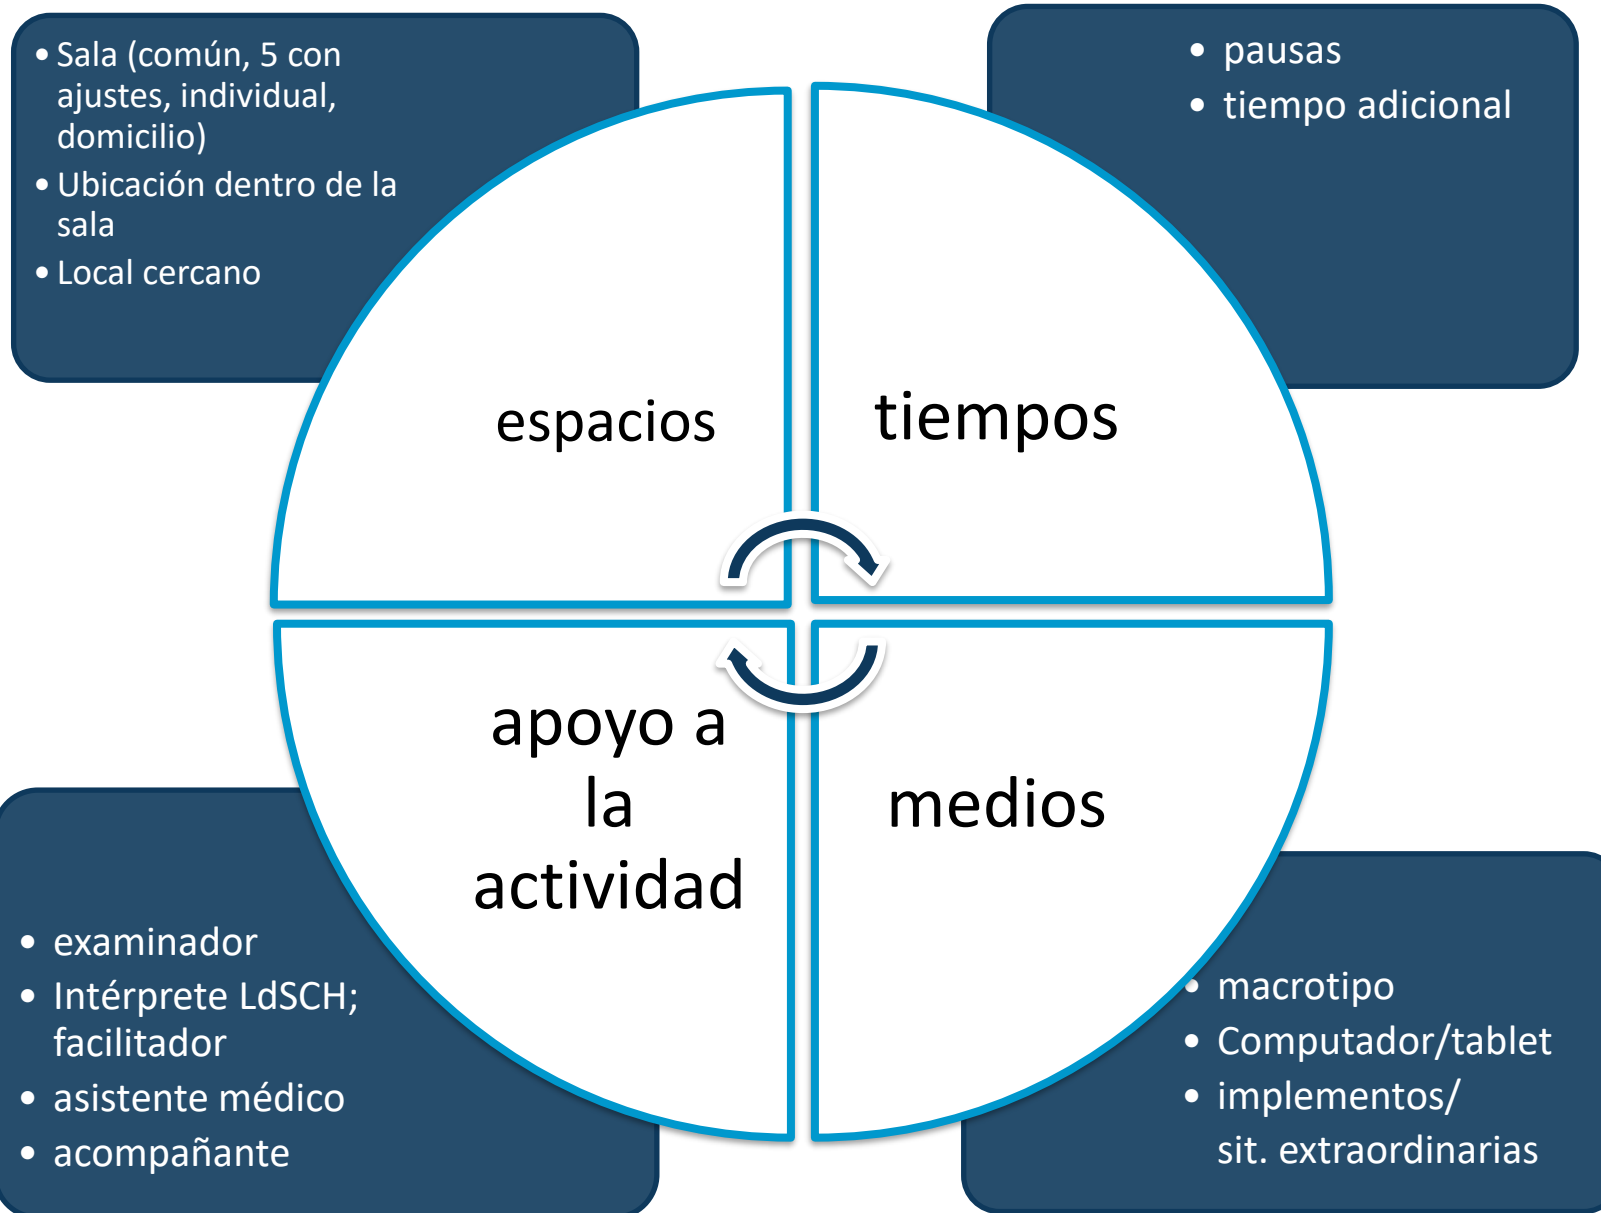 • Sala (común, 5 con
ajustes, individual,
domicilio)
• Ubicación dentro de la
sala
• Local cercano
• pausas
• tiempo adicional
espacios
tiempos
apoyo a
la
actividad
medios
• examinador
• Intérprete LdSCH;
facilitador
• asistente médico
• acompañante
• macrotipo
• Computador/tablet
• implementos/
sit. extraordinarias